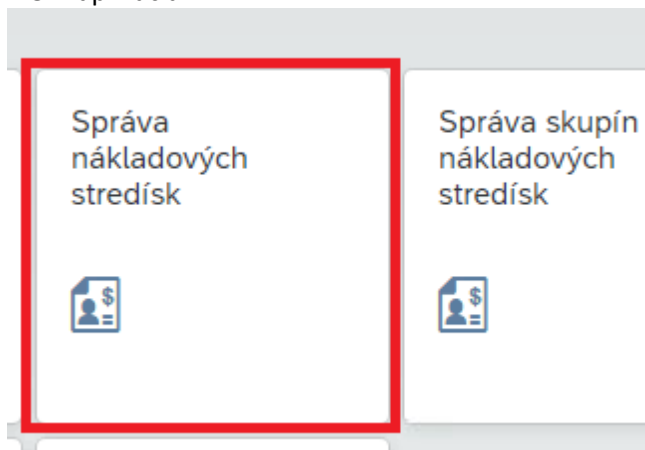 Správa
nákladových
stredísk
Správa skupín
nákladových
stredísk